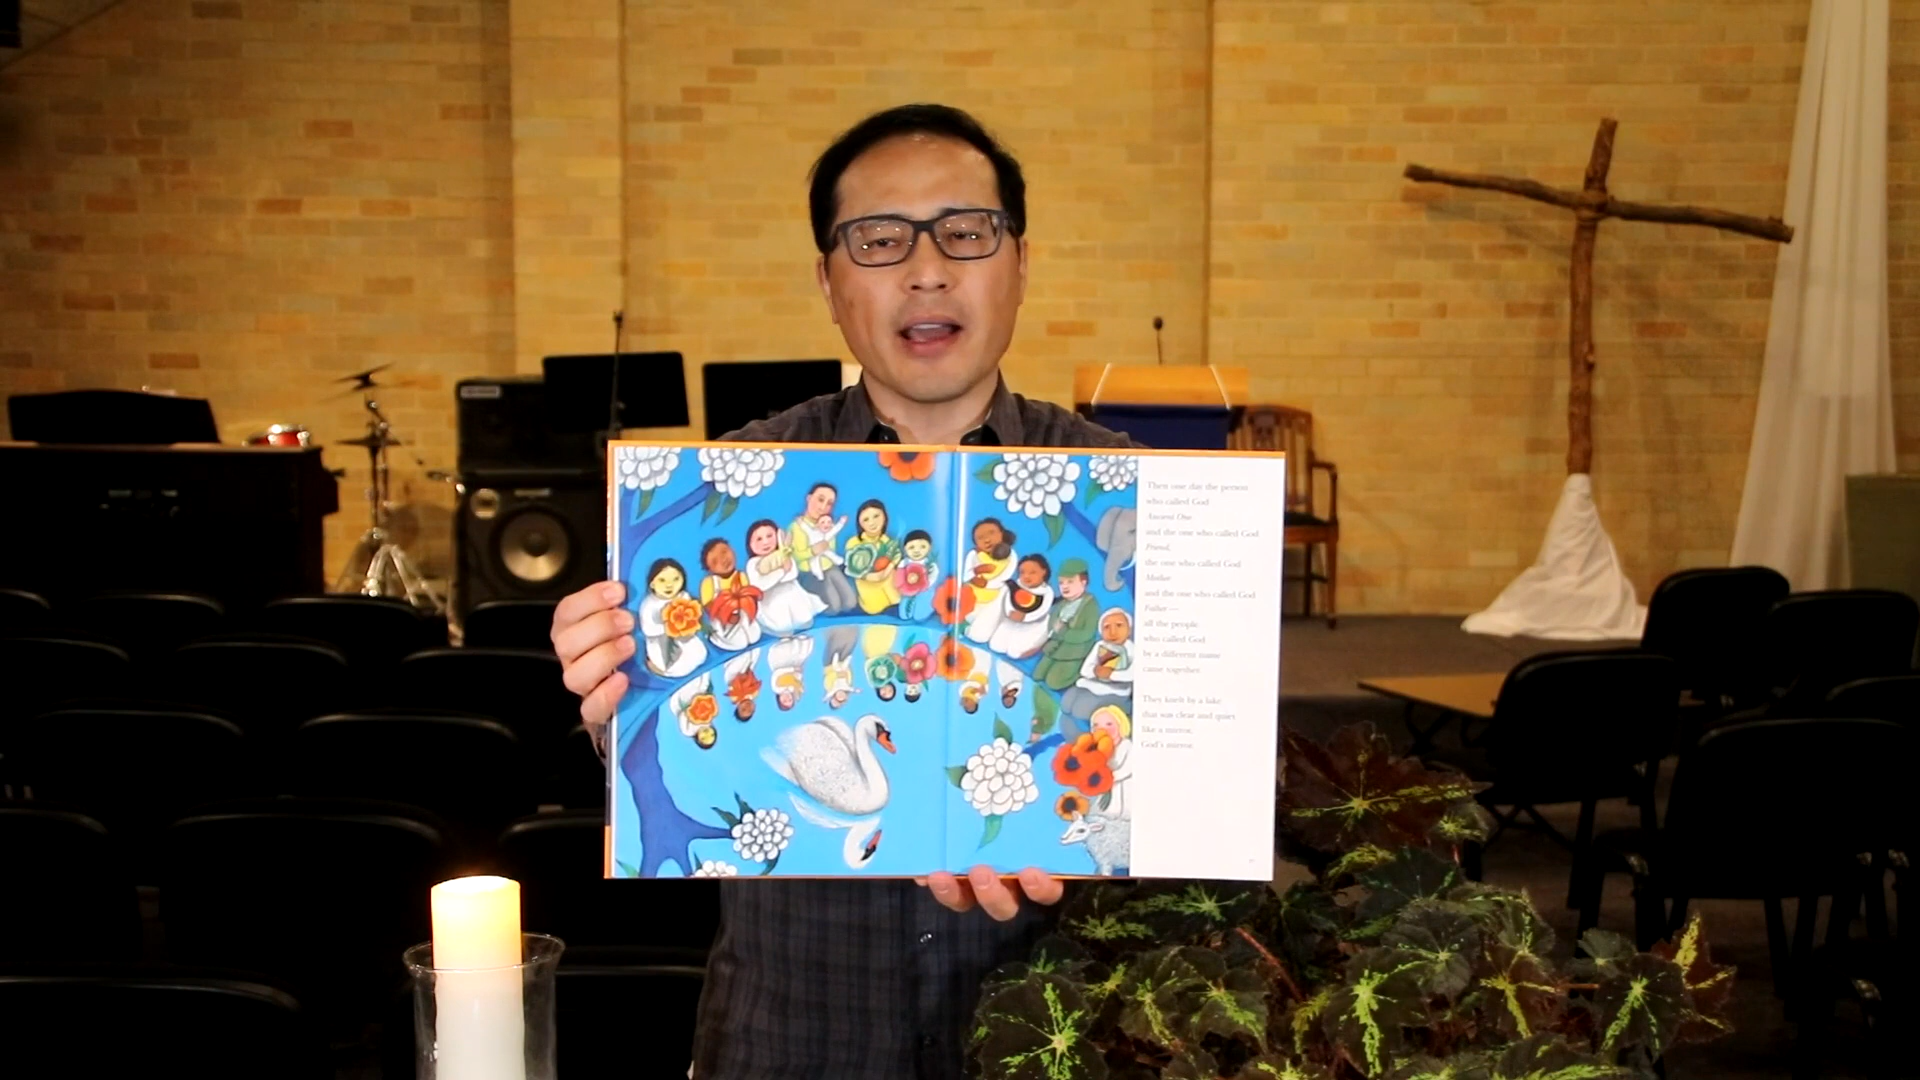 Then one day the person
who called God
Ancient One
and the one who called God
Friend,
the one who called God
Mother
and the one who called God
Father —
all the people
who called God
by a different name
came together.
They knelt by a lake
that was clear and quiet
like a mirror,
God's mirror.